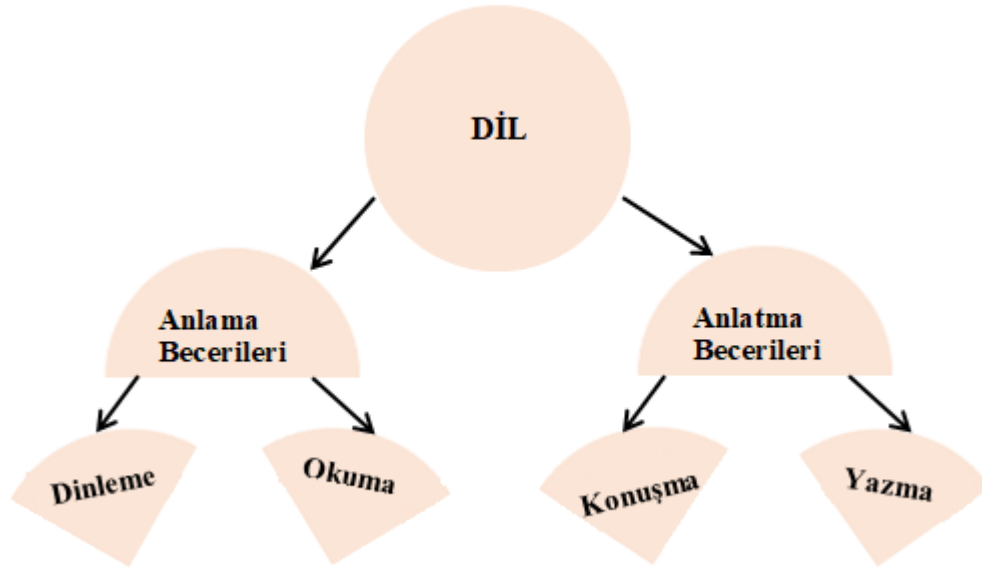 DİL
Anlama
Becerileri
Anlatma
Becerileri
Dinleme
Okuma
Konuşma
Yazma